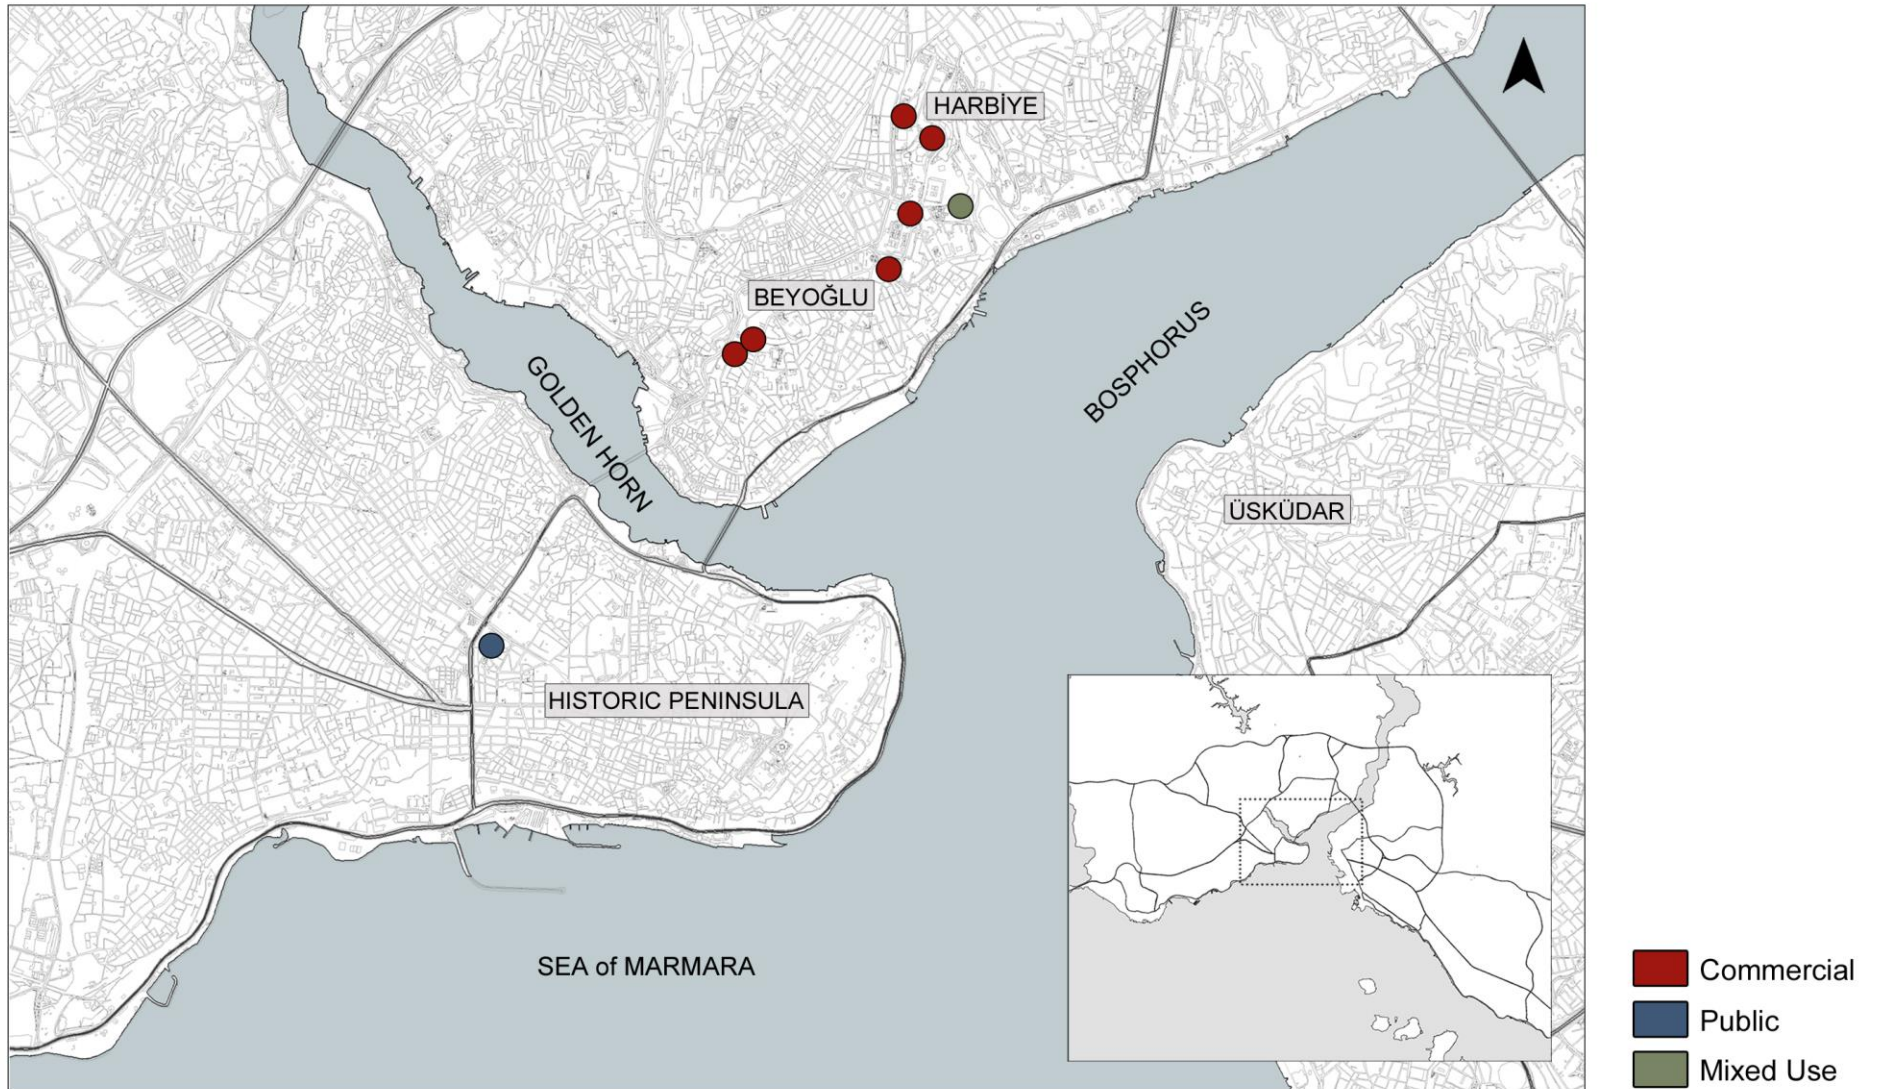 HARBİYE
BEYOĞLU
GOLDEN HORN
BOSPHORUS
ÜSKÜDAR
HISTORIC PENINSULA
SEA of MARMARA
Commercial
Public
Mixed Use